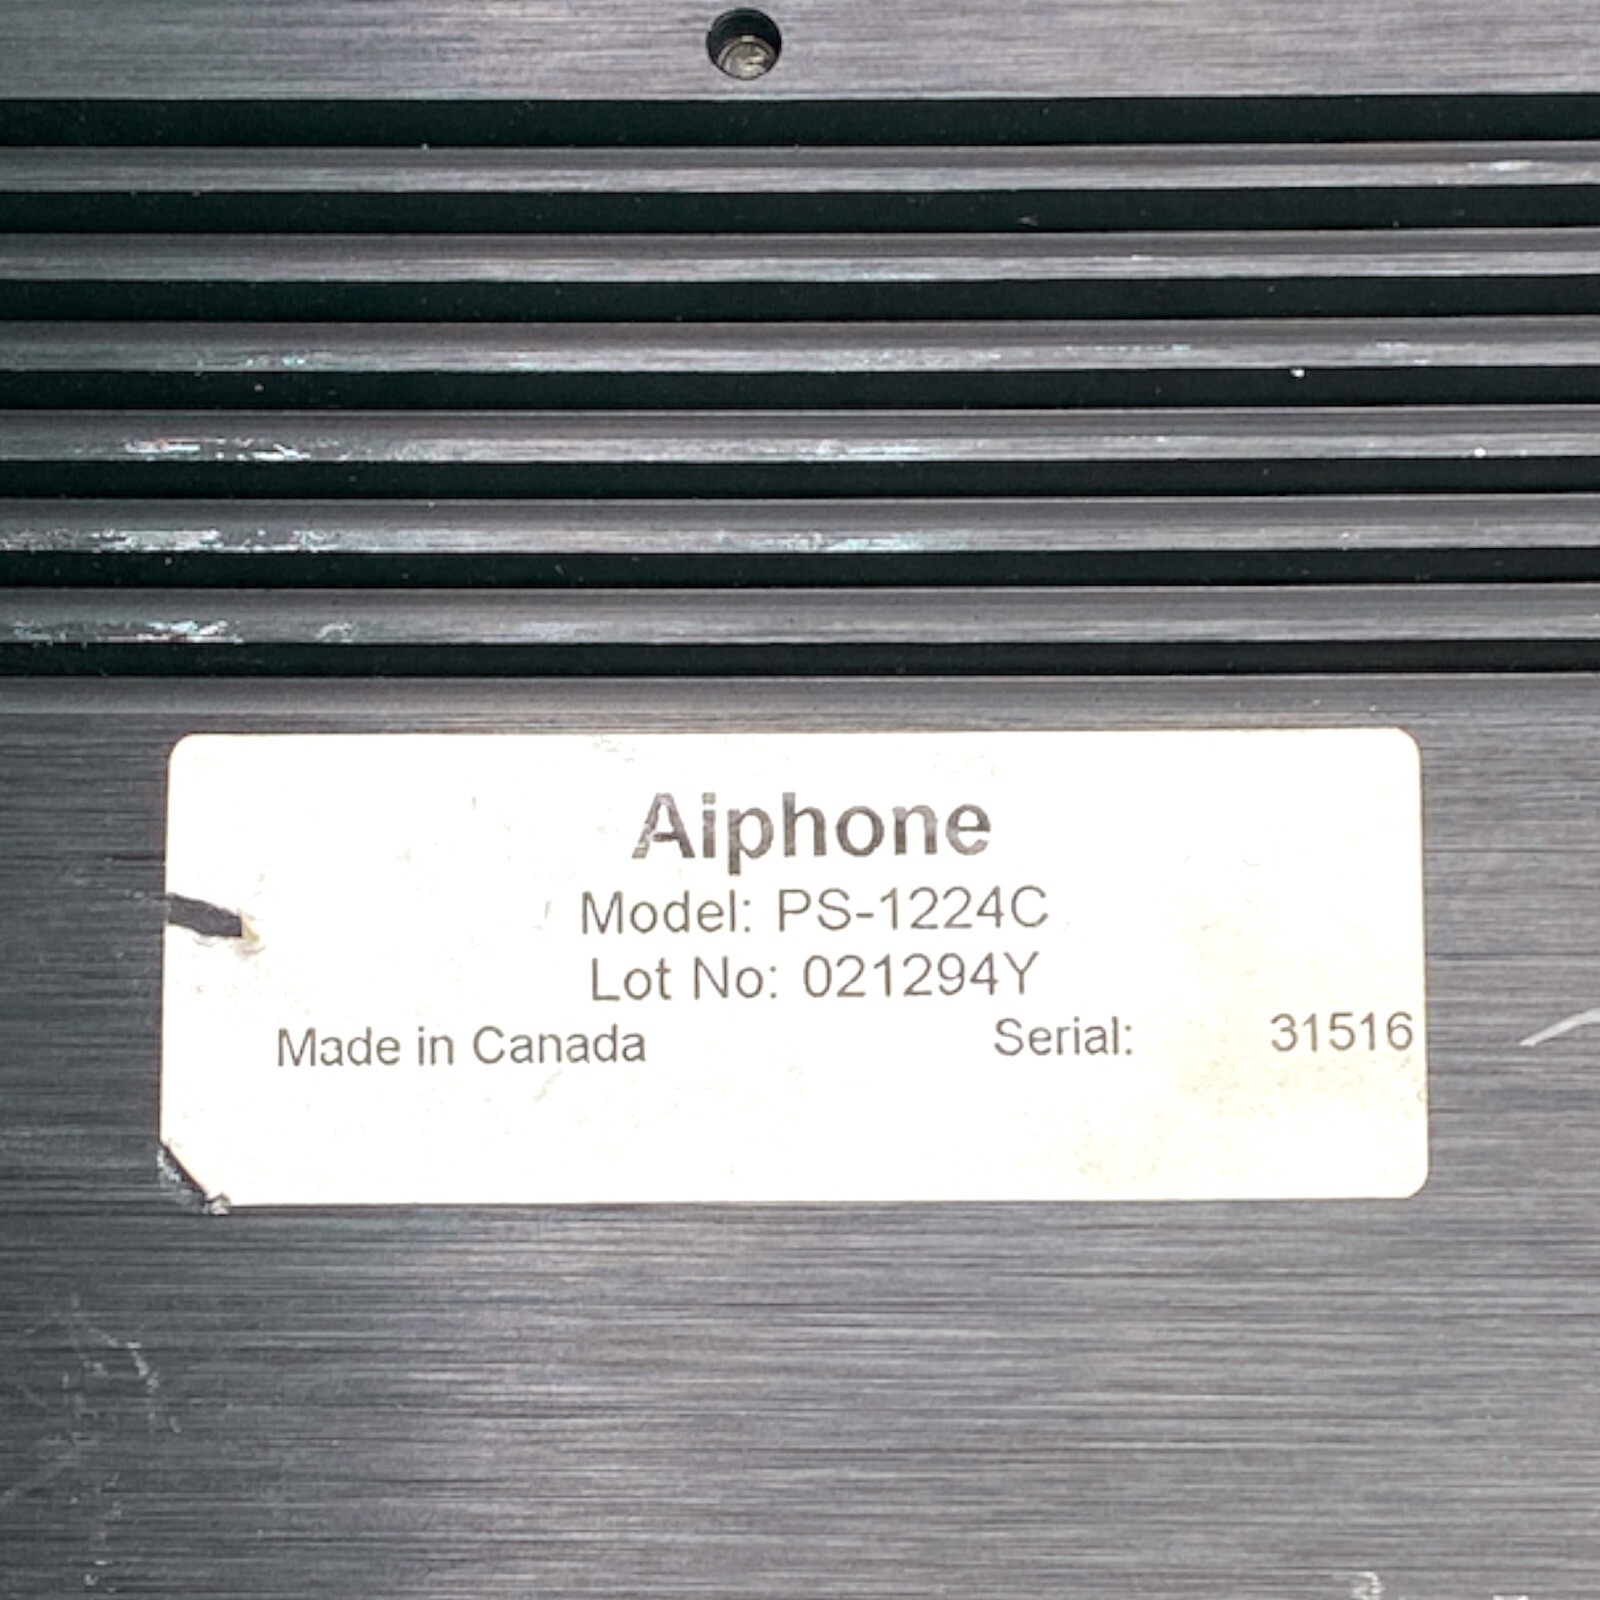 Aiphone
Model: PS-1224C
Lot No: 021294Y
Made in Canada Serial: 31516